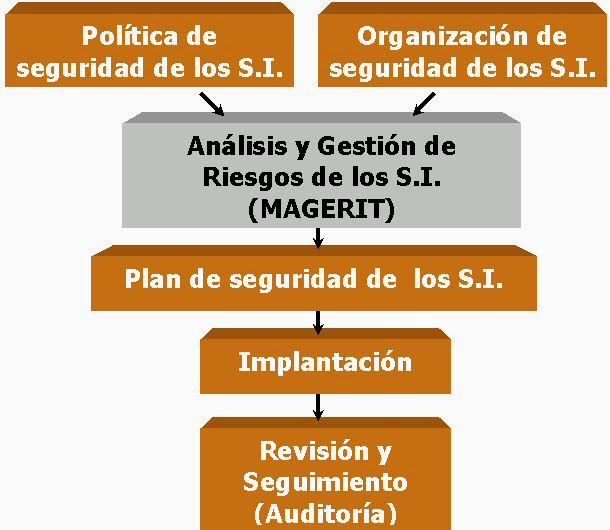 Política de
seguridad de los S.I.
Organización de
seguridad de los S.I.
Análisis y Gestión de
Riesgos de los S.I.
(MAGERIT)
Plan de seguridad de los S.I.
Implantación
Revisión y
Seguimiento
(Auditoría)